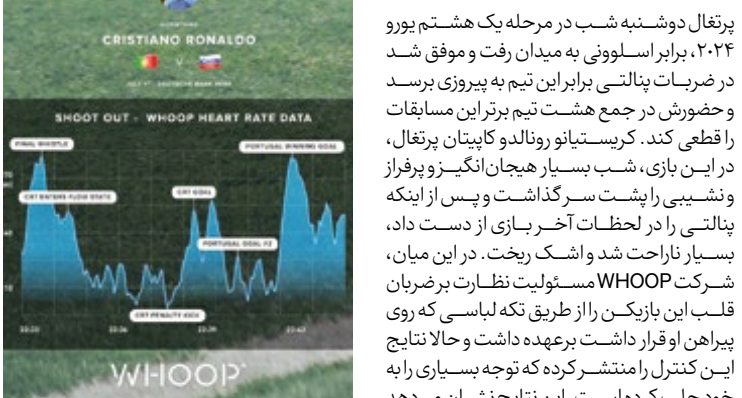 CRISTIANO RONALDO
V
SHOOT OUT - WHOOP HEART RATE DATA
FINAL WHISTLE
PORTUGAL WINNING GOAL
CR7 ENTERS FLOW STATE
CR7 GOAL
PORTUGAL GOAL #2
CR7 PENALTY KICK
WHOOP
پرتغال دوشنبه شب در مرحله یک هشتم یورو
۲۰۲۴، برابر اسلوونی به میدان رفت و موفق شد
در ضربات پنالتی برابر این تیم به پیروزی برسد
و حضورش در جمع هشت تیم برتر این مسابقات
را قطعی کند. کریستیانو رونالدو کاپیتان پرتغال،
در این بازی، شب بسیار هیجان‌انگیز و پرفراز
و نشیبی را پشت سر گذاشت و پس از اینکه
پنالتی را در لحظات آخر بازی از دست داد،
بسیار ناراحت شد و اشک ریخت. در این میان،
شرکت WHOOP مسئولیت نظارت بر ضربان
قلب این بازیکن را از طریق تکه لباسی که روی
پیراهن او قرار داشت برعهده داشت و حالا نتایج
این کنترل را منتشر کرده که توجه بسیاری را به